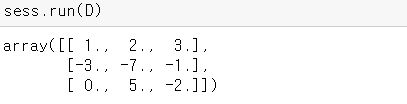 sess.run(D)
array([[ 1.,  2.,  3.],
       [-3., -7., -1.],
       [ 0.,  5., -2.]])